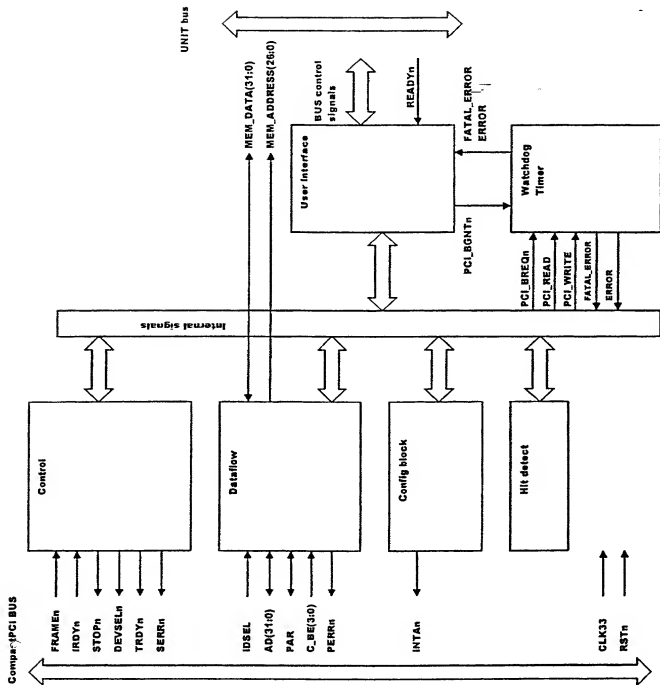 CompactPCI BUS
FRAMEn
IRDYn
STOPn
DEVSELn
TRDYn
SERRn
IDSEL
AD(31:0)
PAR
C_BE(3:0)
PERRn
INTAn
CLK33
RSTn
Control
Dataflow
Config block
Hit detect
Internal signals
UNIT bus
MEM_DATA(31:0)
MEM_ADDRESS(26:0)
BUS control
signals
READYn
User Interface
PCI_BGNTn
FATAL_ERROR
ERROR
PCI_BREQn
PCI_READ
PCI_WRITE
FATAL_ERROR
ERROR
Watchdog
Timer